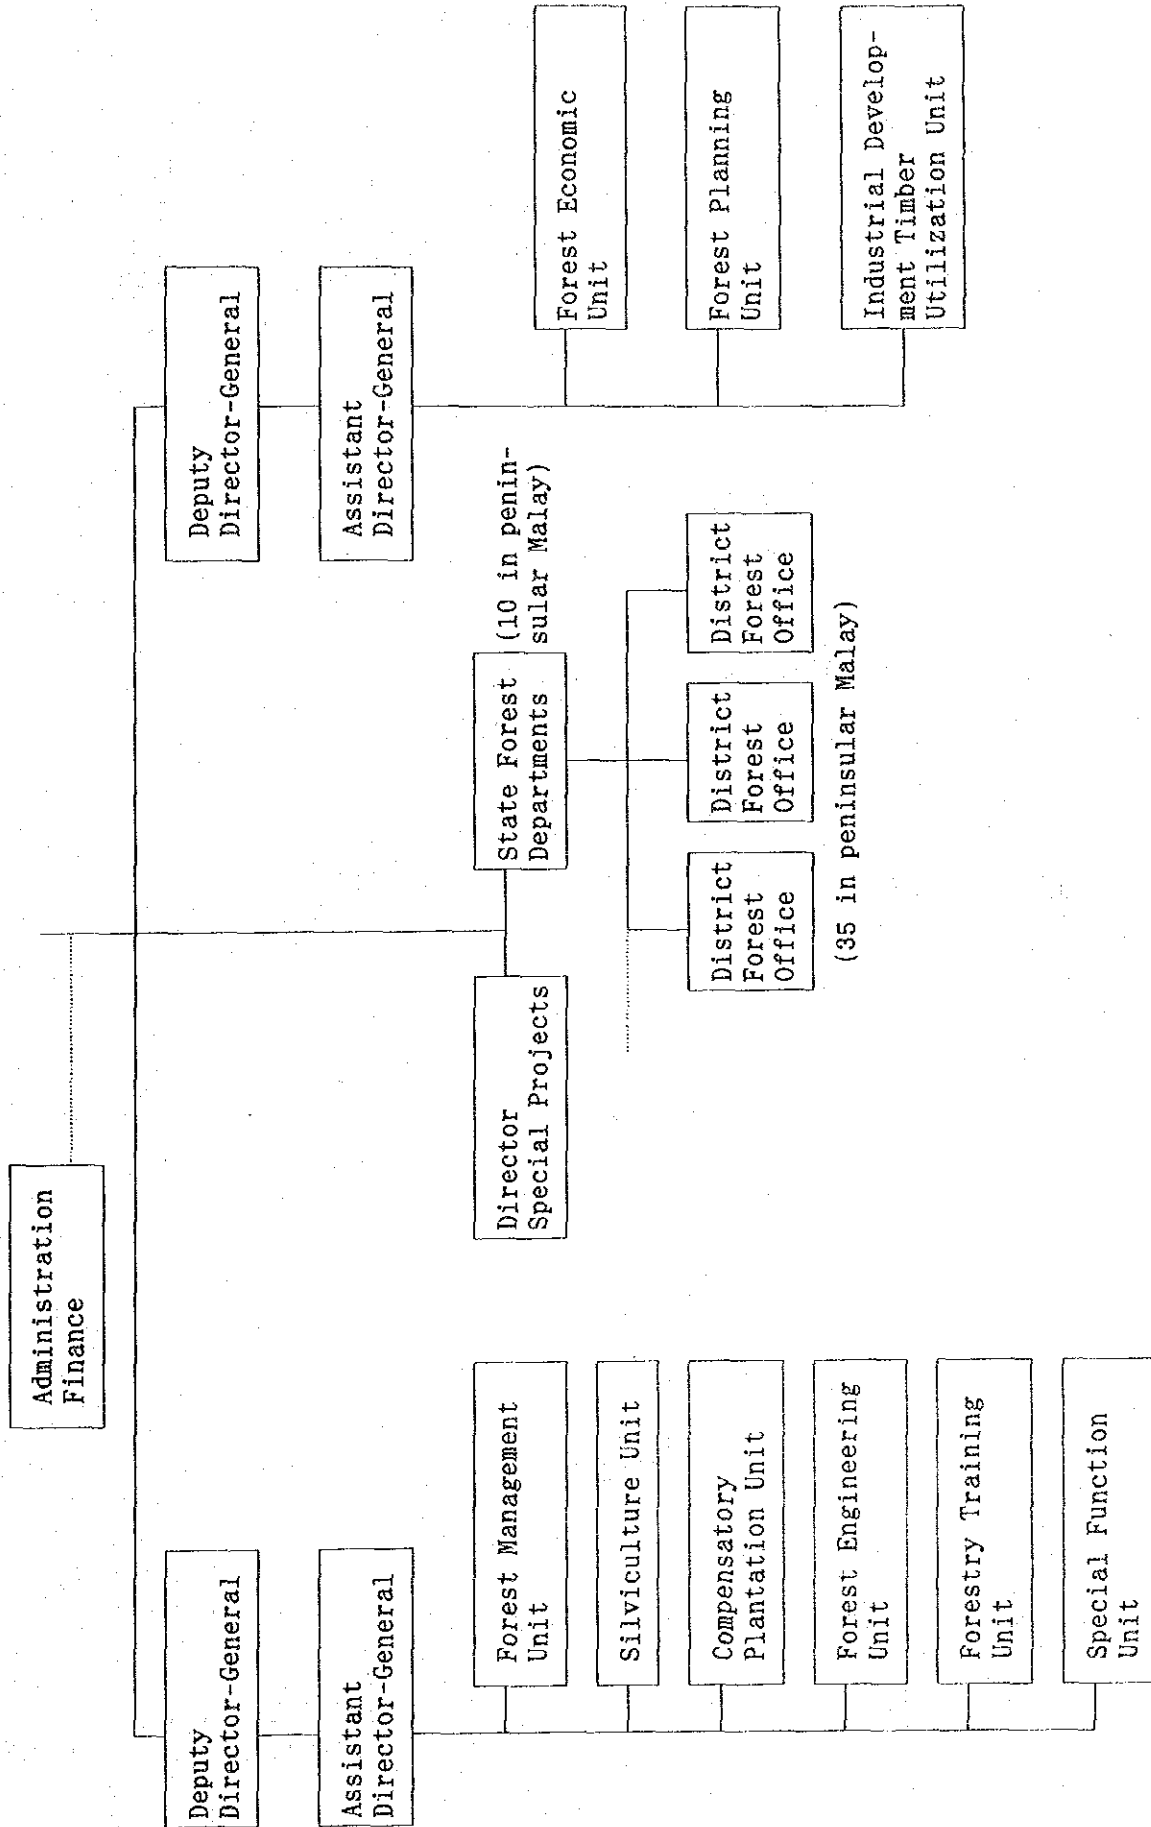 Administration
Finance
Deputy
Director-General
Assistant
Director-General
Forest Management
Unit
Silviculture Unit
Compensatory
Plantation Unit
Forest Engineering
Unit
Forestry Training
Unit
Special Function
Unit
Director
Special Projects
State Forest
Departments
(10 in penin-
sular Malay)
District
Forest
Office
District
Forest
Office
District
Forest
Office
(35 in peninsular Malay)
Deputy
Director-General
Assistant
Director-General
Forest Economic
Unit
Forest Planning
Unit
Industrial Develop-
ment Timber
Utilization Unit